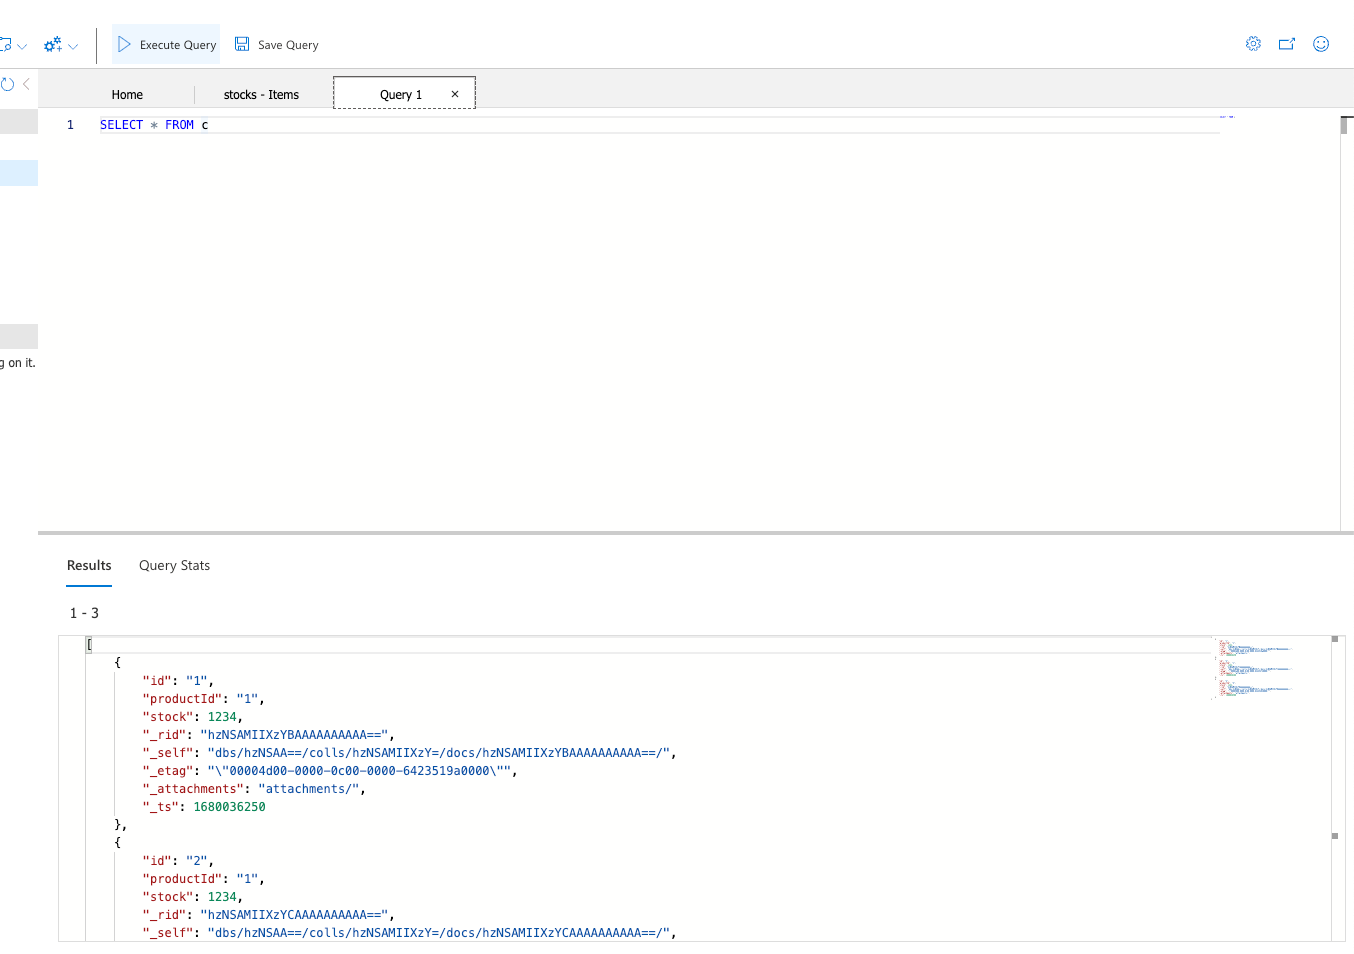 Execute Query Save Query
Home stocks - Items Query 1 ×
1 SELECT * FROM c
g on it.
Results Query Stats
1 - 3
[
{
"id": "1",
"productId": "1",
"stock": 1234,
"_rid": "hzNSAMIIXzYBAAAAAAAAAA==",
"_self": "dbs/hzNSAA==/colls/hzNSAMIIXzY=/docs/hzNSAMIIXzYBAAAAAAAAAA==/",
"_etag": "\"00004d00-0000-0c00-0000-6423519a0000\"",
"_attachments": "attachments/",
"_ts": 1680036250
},
{
"id": "2",
"productId": "1",
"stock": 1234,
"_rid": "hzNSAMIIXzYCAAAAAAAAAA==",
"_self": "dbs/hzNSAA==/colls/hzNSAMIIXzY=/docs/hzNSAMIIXzYCAAAAAAAAAA==/",